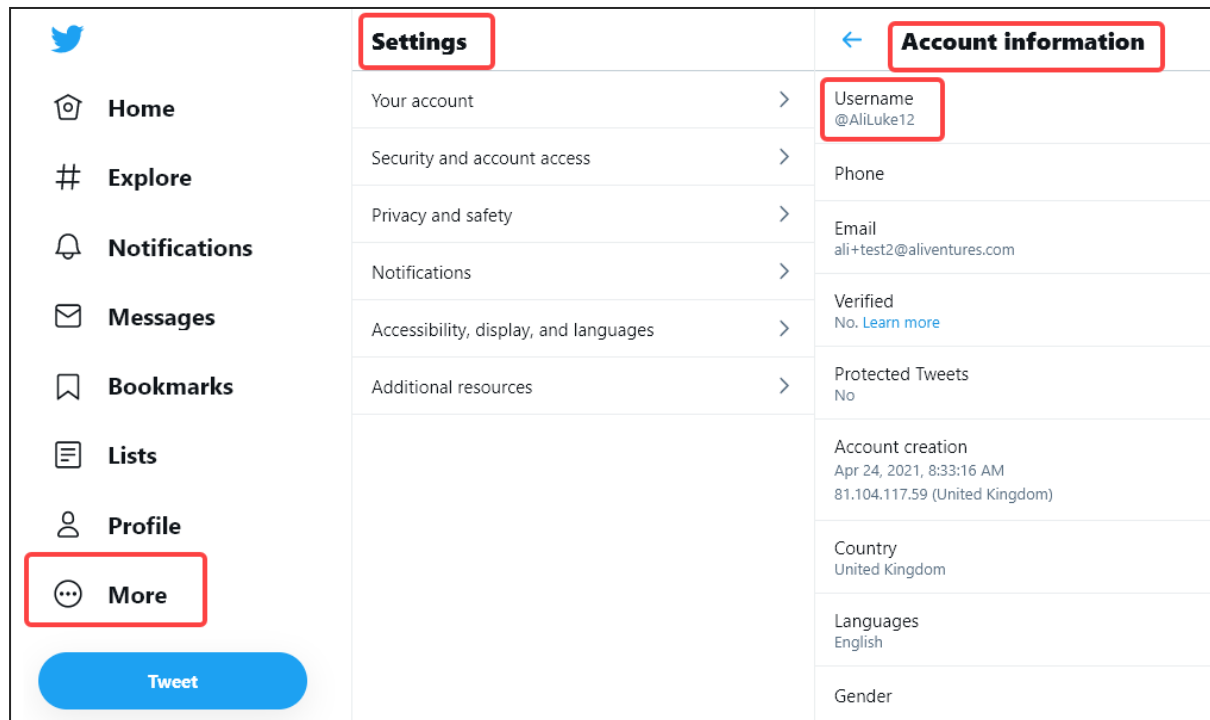 Home
Explore
Notifications
Messages
Bookmarks
Lists
Profile
More
Tweet
Settings
Your account
Security and account access
Privacy and safety
Notifications
Accessibility, display, and languages
Additional resources
Account information
Username
@AliLuke12
Phone
Email
ali+test2@aliventures.com
Verified
No. Learn more
Protected Tweets
No
Account creation
Apr 24, 2021, 8:33:16 AM
81.104.117.59 (United Kingdom)
Country
United Kingdom
Languages
English
Gender